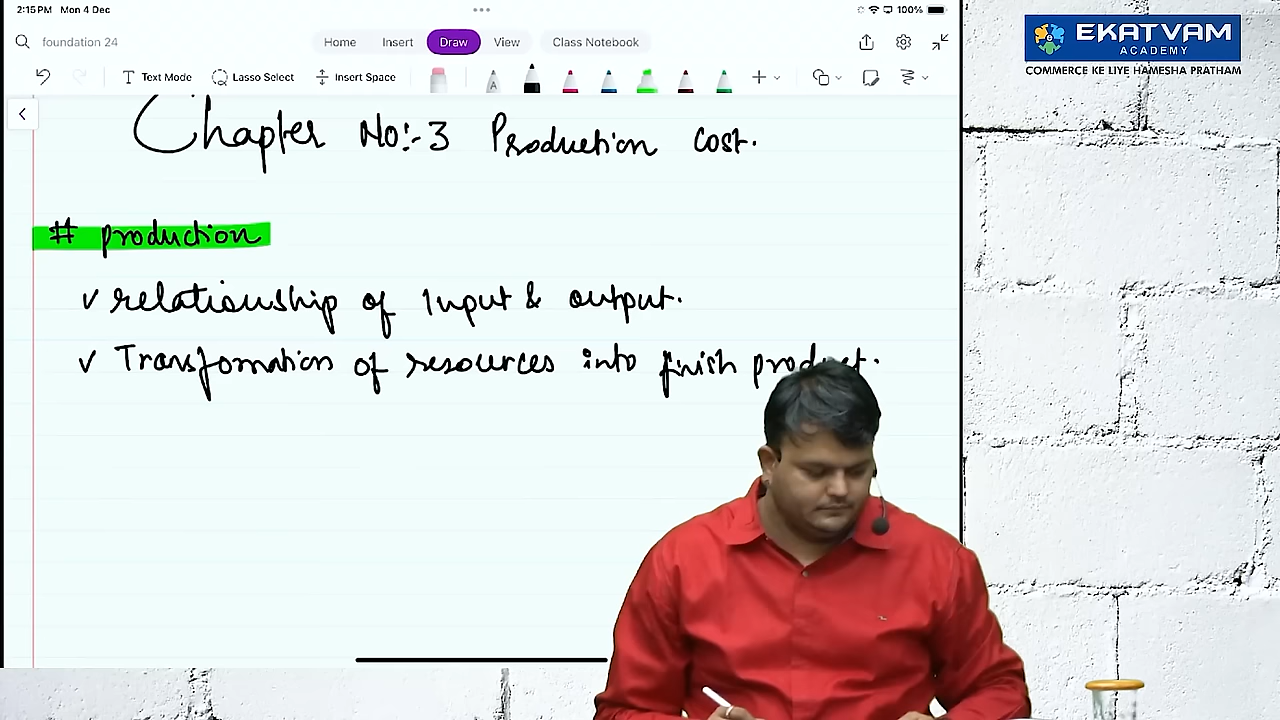 2:15 PM Mon 4 Dec
100%
foundation 24
Home Insert Draw View Class Notebook
Text Mode Lasso Select Insert Space
EKATVAM
ACADEMY
COMMERCE KE LIYE HAMESHA PRATHAM
Chapter No:- 3 Production Cost.
# production
✓ relationship of Input & output.
✓ Transfomation of resources into finish product.